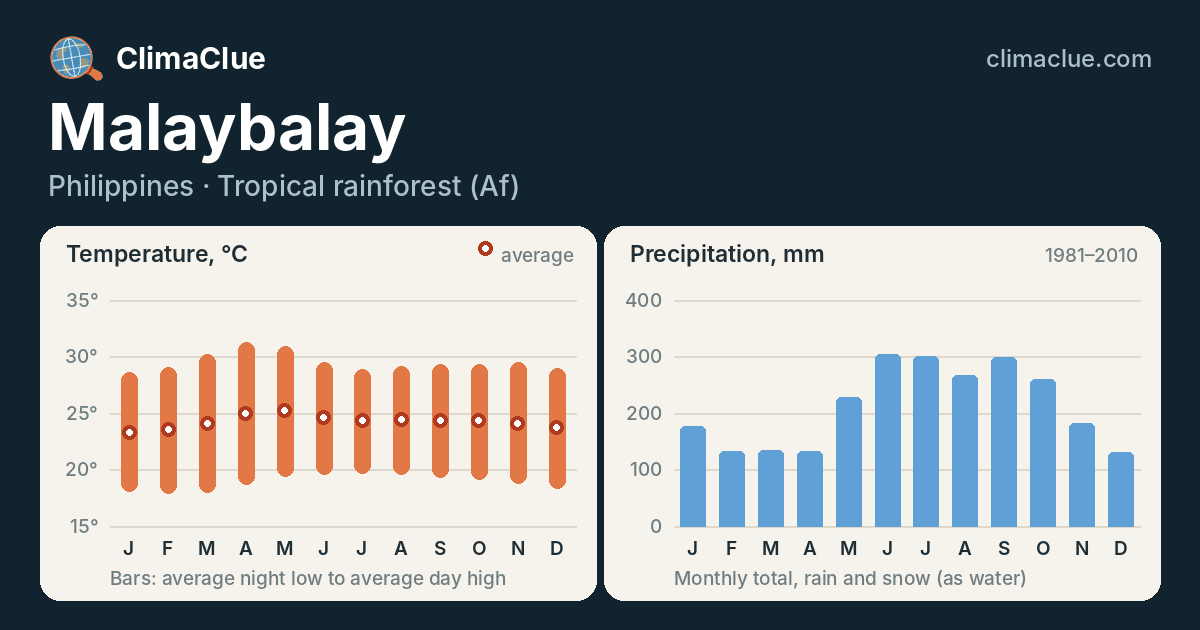 ClimaClue
climaclue.com
Malaybalay
Philippines · Tropical rainforest (Af)
Temperature, °C
average
35°
30°
25°
20°
15°
J F M A M J J A S O N D
Bars: average night low to average day high
Precipitation, mm
1981–2010
400
300
200
100
0
J F M A M J J A S O N D
Monthly total, rain and snow (as water)